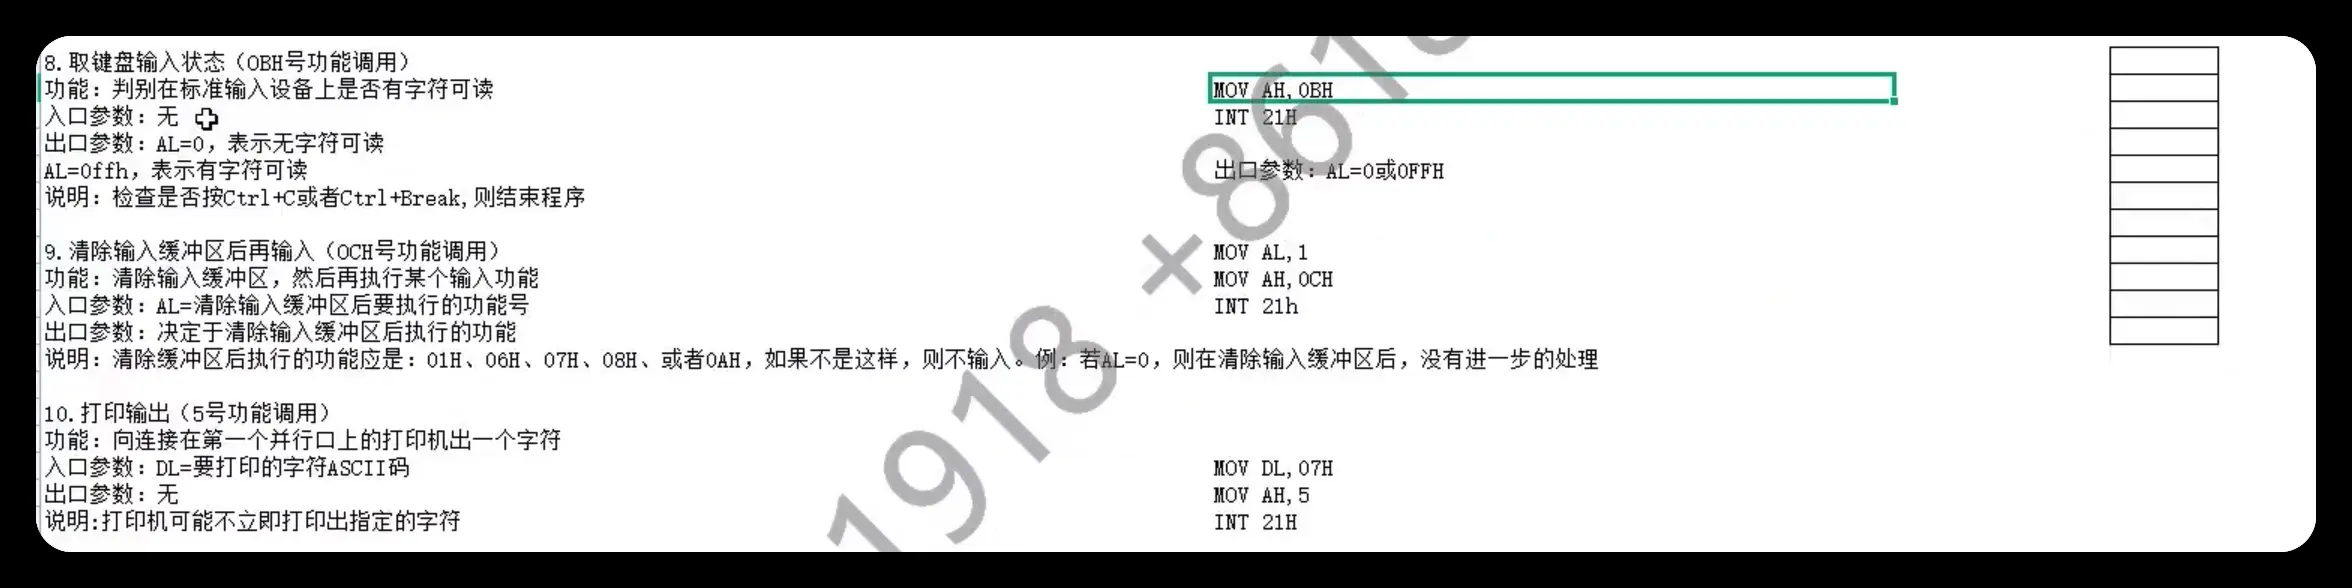 8.取键盘输入状态（0BH号功能调用）
功能：判别在标准输入设备上是否有字符可读
MOV AH,0BH
入口参数：无
INT 21H
出口参数：AL=0，表示无字符可读
AL=0ffh，表示有字符可读
出口参数：AL=0或0FFH
说明：检查是否按Ctrl+C或者Ctrl+Break,则结束程序
9.清除输入缓冲区后再输入（0CH号功能调用）
MOV AL,1
功能：清除输入缓冲区，然后再执行某个输入功能
MOV AH,0CH
入口参数：AL=清除输入缓冲区后要执行的功能号
INT 21h
出口参数：决定于清除输入缓冲区后执行的功能
说明：清除缓冲区后执行的功能应是：01H、06H、07H、08H、或者0AH，如果不是这样，则不输入。例：若AL=0，则在清除输入缓冲区后，没有进一步的处理
10.打印输出（5号功能调用）
功能：向连接在第一个并行口上的打印机出一个字符
入口参数：DL=要打印的字符ASCII码
MOV DL,07H
出口参数：无
MOV AH,5
说明:打印机可能不立即打印出指定的字符
INT 21H
1918 +861